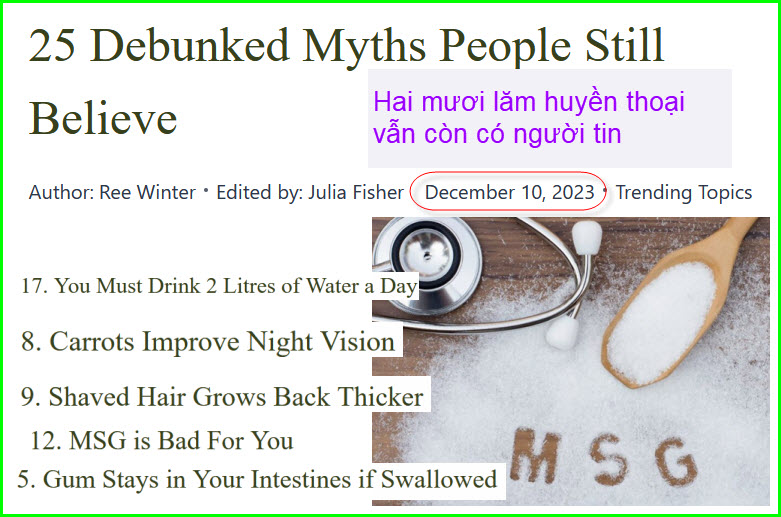 25 Debunked Myths People Still
Believe
Hai mươi lăm huyền thoại
vẫn còn có người tin
Author: Ree Winter • Edited by: Julia Fisher December 10, 2023 • Trending Topics
17. You Must Drink 2 Litres of Water a Day
8. Carrots Improve Night Vision
9. Shaved Hair Grows Back Thicker
12. MSG is Bad For You
5. Gum Stays in Your Intestines if Swallowed
MSG